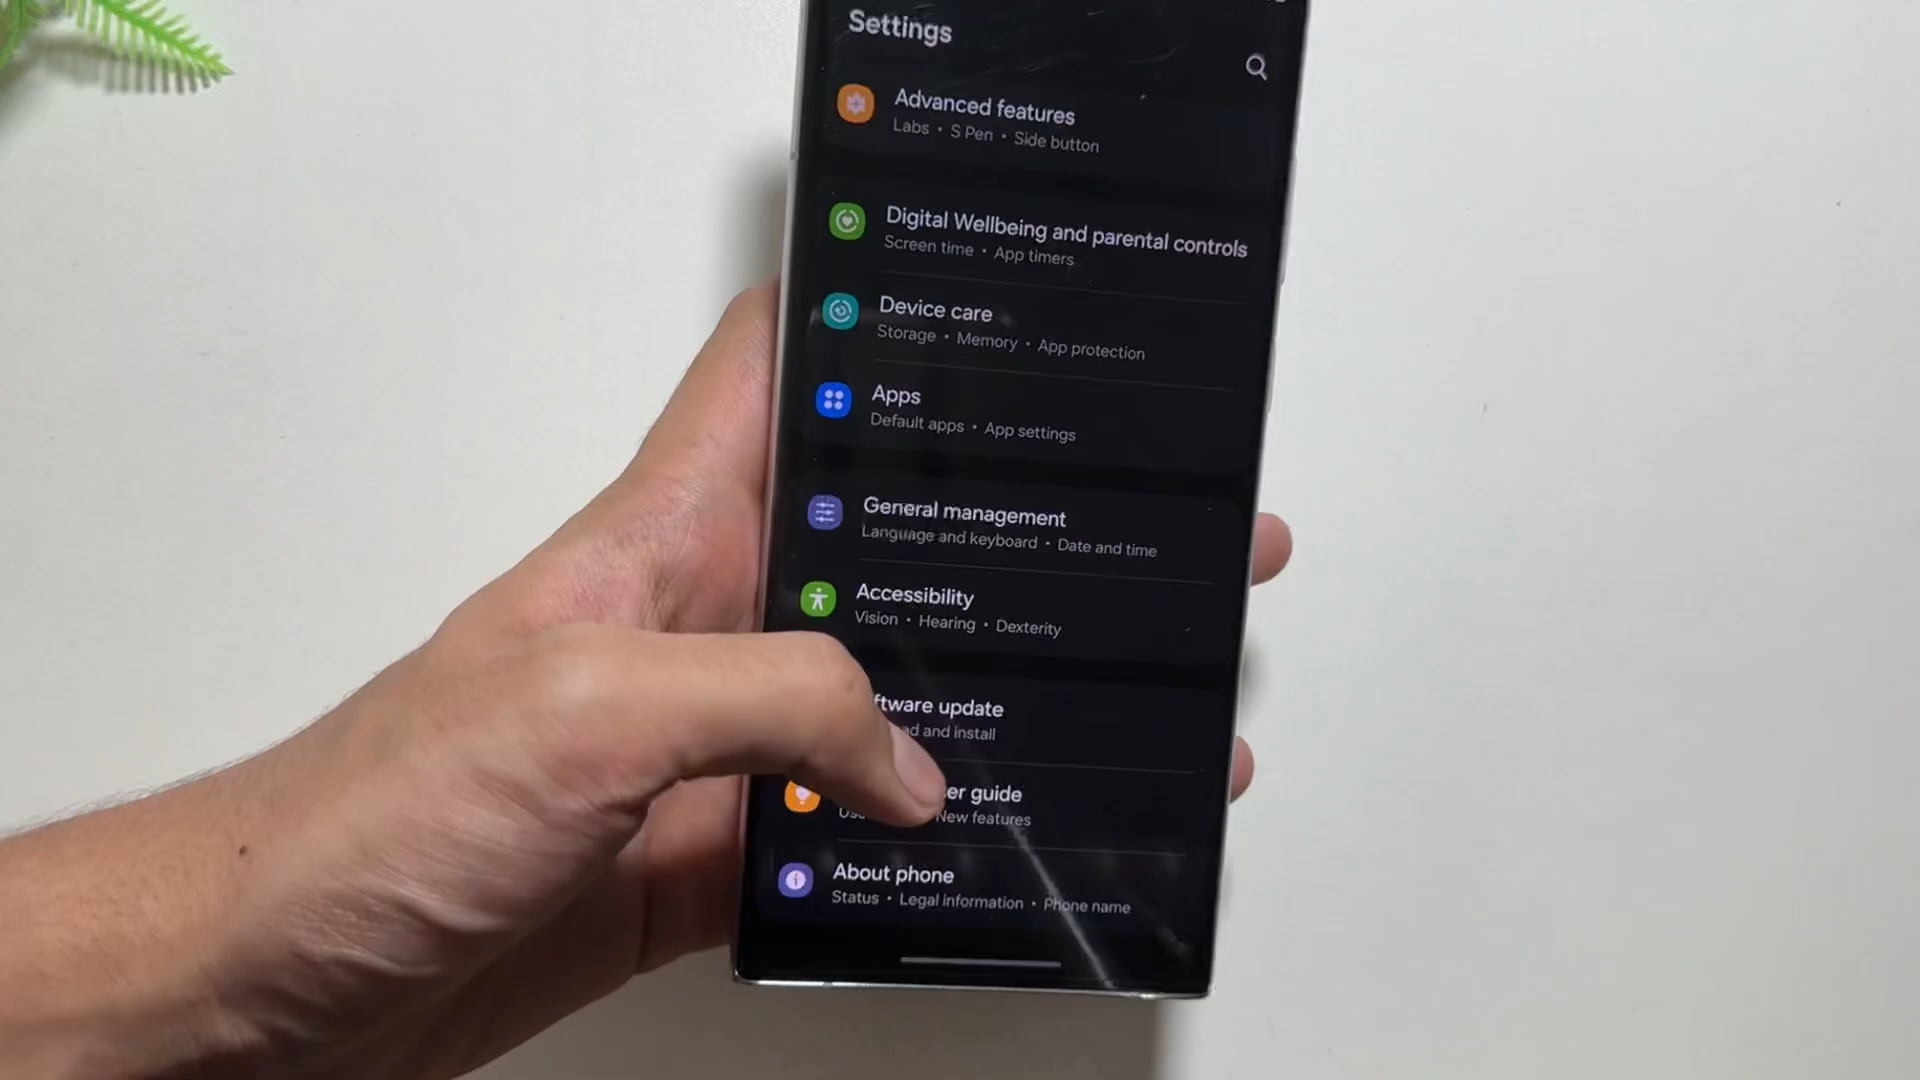 Settings
Advanced features
Labs • S Pen • Side button
Digital Wellbeing and parental controls
Screen time • App timers
Device care
Storage • Memory • App protection
Apps
Default apps • App settings
General management
Language and keyboard • Date and time
Accessibility
Vision • Hearing • Dexterity
ftware update
ad and install
er guide
New features
About phone
Status • Legal information • Phone name